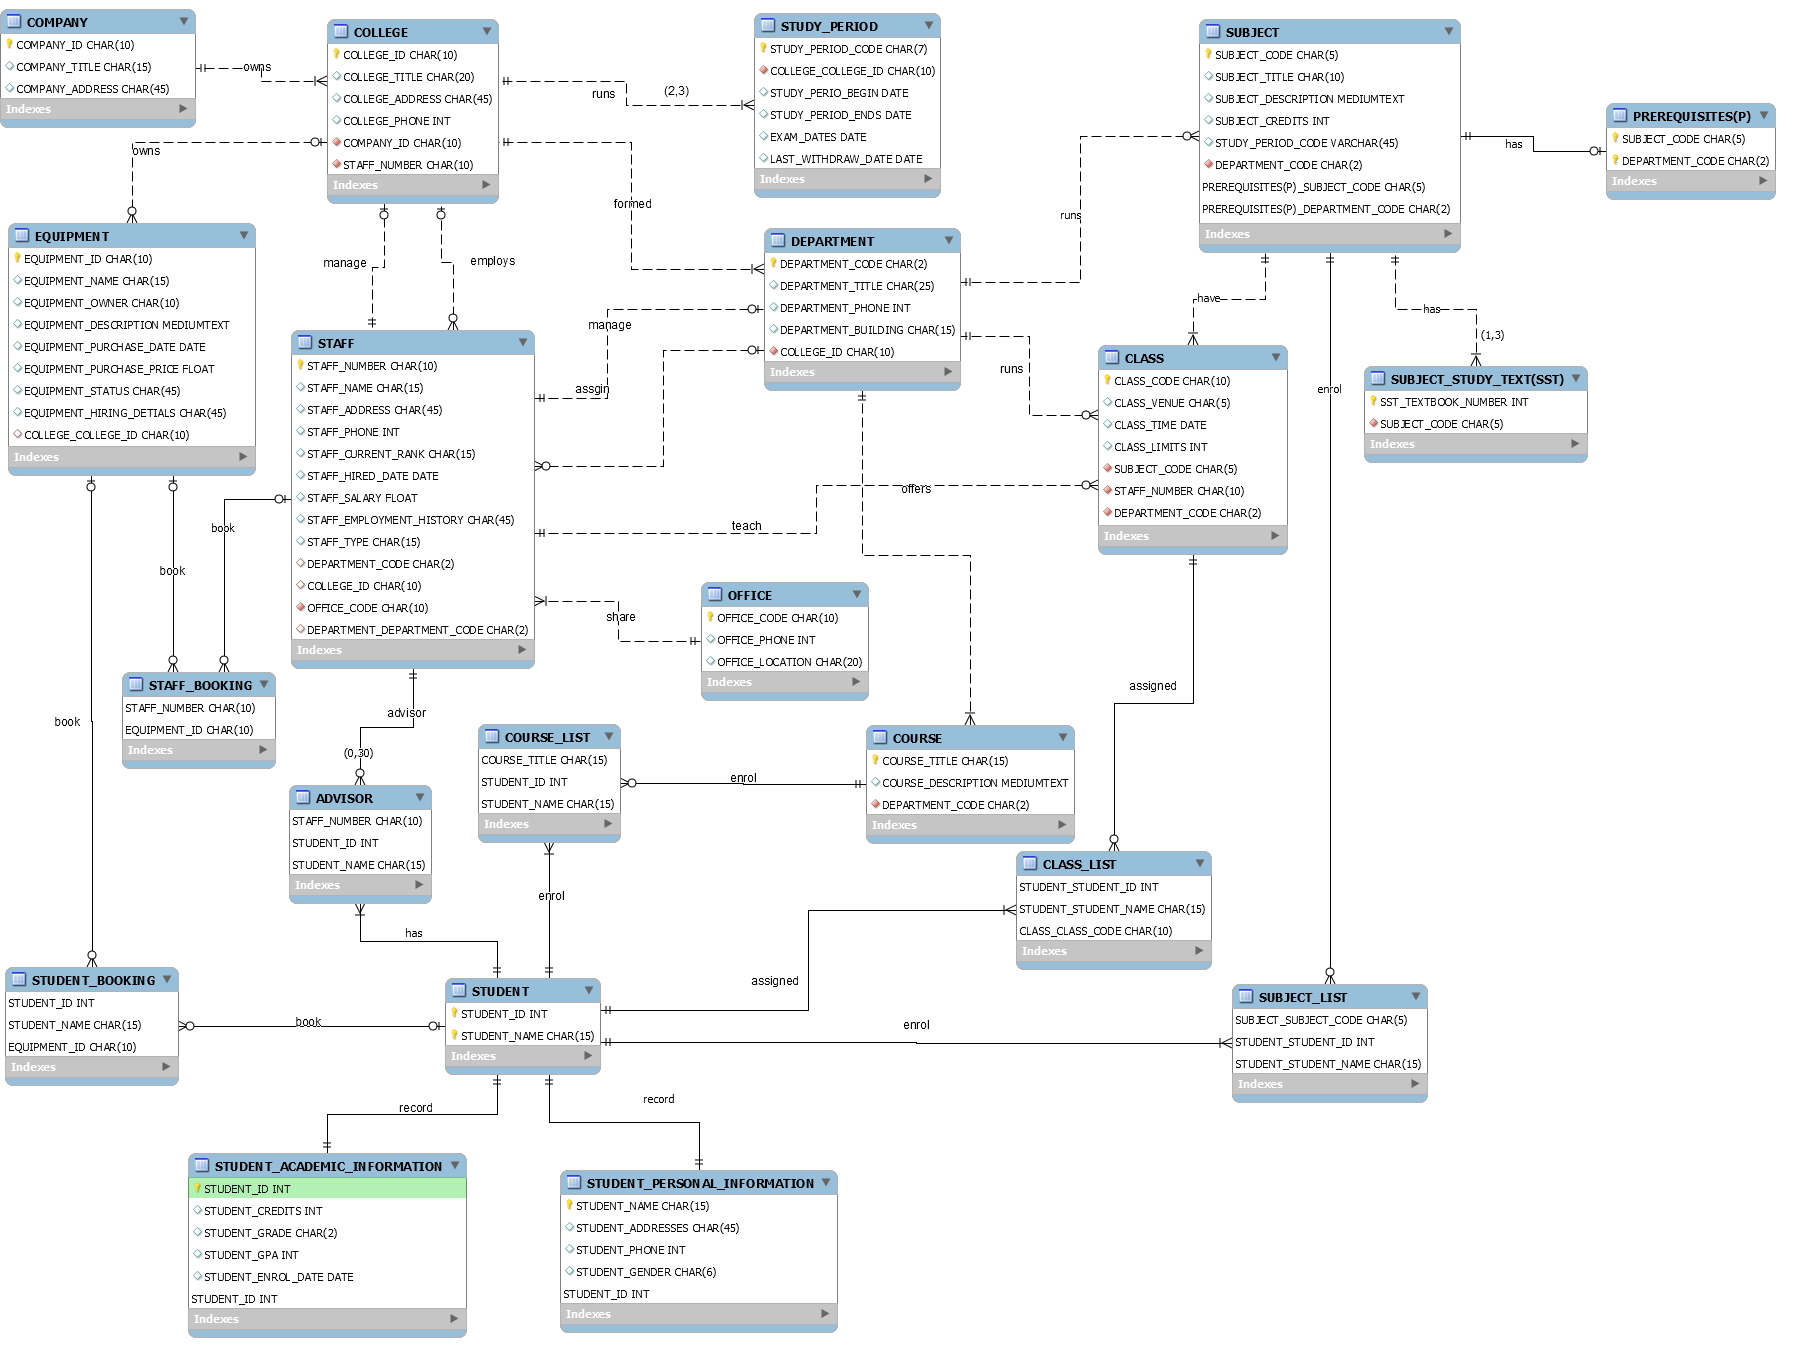 COMPANY
COMPANY_ID CHAR(10)
COMPANY_TITLE CHAR(15)
COMPANY_ADDRESS CHAR(45)
Indexes
owns
COLLEGE
COLLEGE_ID CHAR(10)
COLLEGE_TITLE CHAR(20)
COLLEGE_ADDRESS CHAR(45)
COLLEGE_PHONE INT
COMPANY_ID CHAR(10)
STAFF_NUMBER CHAR(10)
Indexes
runs
(2,3)
STUDY_PERIOD
STUDY_PERIOD_CODE CHAR(7)
COLLEGE_COLLEGE_ID CHAR(10)
STUDY_PERIO_BEGIN DATE
STUDY_PERIOD_ENDS DATE
EXAM_DATES DATE
LAST_WITHDRAW_DATE DATE
Indexes
SUBJECT
SUBJECT_CODE CHAR(5)
SUBJECT_TITLE CHAR(10)
SUBJECT_DESCRIPTION MEDIUMTEXT
SUBJECT_CREDITS INT
STUDY_PERIOD_CODE VARCHAR(45)
DEPARTMENT_CODE CHAR(2)
PREREQUISITES(P)_SUBJECT_CODE CHAR(5)
PREREQUISITES(P)_DEPARTMENT_CODE CHAR(2)
Indexes
has
PREREQUISITES(P)
SUBJECT_CODE CHAR(5)
DEPARTMENT_CODE CHAR(2)
Indexes
owns
formed
runs
manage
employs
EQUIPMENT
EQUIPMENT_ID CHAR(10)
EQUIPMENT_NAME CHAR(15)
EQUIPMENT_OWNER CHAR(10)
EQUIPMENT_DESCRIPTION MEDIUMTEXT
EQUIPMENT_PURCHASE_DATE DATE
EQUIPMENT_PURCHASE_PRICE FLOAT
EQUIPMENT_STATUS CHAR(45)
EQUIPMENT_HIRING_DETIALS CHAR(45)
COLLEGE_COLLEGE_ID CHAR(10)
Indexes
DEPARTMENT
DEPARTMENT_CODE CHAR(2)
DEPARTMENT_TITLE CHAR(25)
DEPARTMENT_PHONE INT
DEPARTMENT_BUILDING CHAR(15)
COLLEGE_ID CHAR(10)
Indexes
have
has
(1,3)
manage
assgin
runs
enrol
STAFF
STAFF_NUMBER CHAR(10)
STAFF_NAME CHAR(15)
STAFF_ADDRESS CHAR(45)
STAFF_PHONE INT
STAFF_CURRENT_RANK CHAR(15)
STAFF_HIRED_DATE DATE
STAFF_SALARY FLOAT
STAFF_EMPLOYMENT_HISTORY CHAR(45)
STAFF_TYPE CHAR(15)
DEPARTMENT_CODE CHAR(2)
COLLEGE_ID CHAR(10)
OFFICE_CODE CHAR(10)
DEPARTMENT_DEPARTMENT_CODE CHAR(2)
Indexes
CLASS
CLASS_CODE CHAR(10)
CLASS_VENUE CHAR(5)
CLASS_TIME DATE
CLASS_LIMITS INT
SUBJECT_CODE CHAR(5)
STAFF_NUMBER CHAR(10)
DEPARTMENT_CODE CHAR(2)
Indexes
SUBJECT_STUDY_TEXT(SST)
SST_TEXTBOOK_NUMBER INT
SUBJECT_CODE CHAR(5)
Indexes
offers
teach
book
book
book
share
OFFICE
OFFICE_CODE CHAR(10)
OFFICE_PHONE INT
OFFICE_LOCATION CHAR(20)
Indexes
STAFF_BOOKING
STAFF_NUMBER CHAR(10)
EQUIPMENT_ID CHAR(10)
Indexes
advisor
(0,30)
assigned
ADVISOR
STAFF_NUMBER CHAR(10)
STUDENT_ID INT
STUDENT_NAME CHAR(15)
Indexes
COURSE_LIST
COURSE_TITLE CHAR(15)
STUDENT_ID INT
STUDENT_NAME CHAR(15)
Indexes
enrol
COURSE
COURSE_TITLE CHAR(15)
COURSE_DESCRIPTION MEDIUMTEXT
DEPARTMENT_CODE CHAR(2)
Indexes
CLASS_LIST
STUDENT_STUDENT_ID INT
STUDENT_STUDENT_NAME CHAR(15)
CLASS_CLASS_CODE CHAR(10)
Indexes
enrol
has
assigned
STUDENT_BOOKING
STUDENT_ID INT
STUDENT_NAME CHAR(15)
EQUIPMENT_ID CHAR(10)
Indexes
book
STUDENT
STUDENT_ID INT
STUDENT_NAME CHAR(15)
Indexes
enrol
SUBJECT_LIST
SUBJECT_SUBJECT_CODE CHAR(5)
STUDENT_STUDENT_ID INT
STUDENT_STUDENT_NAME CHAR(15)
Indexes
record
record
STUDENT_ACADEMIC_INFORMATION
STUDENT_ID INT
STUDENT_CREDITS INT
STUDENT_GRADE CHAR(2)
STUDENT_GPA INT
STUDENT_ENROL_DATE DATE
STUDENT_ID INT
Indexes
STUDENT_PERSONAL_INFORMATION
STUDENT_NAME CHAR(15)
STUDENT_ADDRESSES CHAR(45)
STUDENT_PHONE INT
STUDENT_GENDER CHAR(6)
STUDENT_ID INT
Indexes